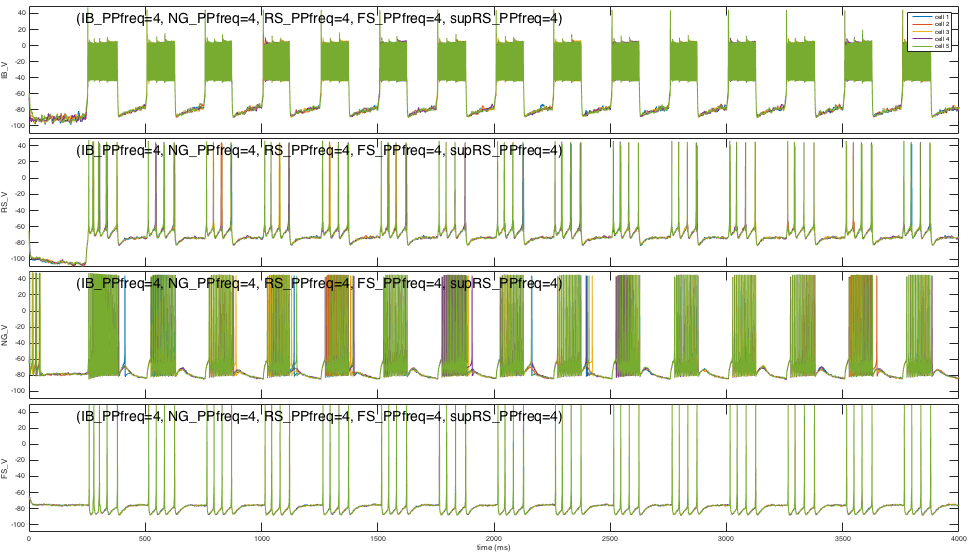 (IB_PPfreq=4, NG_PPfreq=4, RS_PPfreq=4, FS_PPfreq=4, supRS_PPfreq=4)
cell 1
cell 2
cell 3
cell 4
cell 5
40
20
0
-20
-40
-60
-80
-100
IB_V
(IB_PPfreq=4, NG_PPfreq=4, RS_PPfreq=4, FS_PPfreq=4, supRS_PPfreq=4)
40
20
0
-20
-40
-60
-80
-100
RS_V
(IB_PPfreq=4, NG_PPfreq=4, RS_PPfreq=4, FS_PPfreq=4, supRS_PPfreq=4)
40
20
0
-20
-40
-60
-80
-100
NG_V
(IB_PPfreq=4, NG_PPfreq=4, RS_PPfreq=4, FS_PPfreq=4, supRS_PPfreq=4)
40
20
0
-20
-40
-60
-80
-100
FS_V
0 500 1000 1500 2000 2500 3000 3500 4000
time (ms)